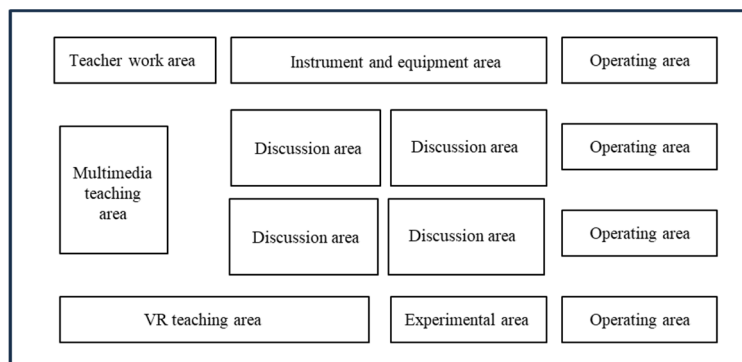 Teacher work area
Instrument and equipment area
Operating area
Multimedia
teaching
area
Discussion area
Discussion area
Operating area
Discussion area
Discussion area
Operating area
VR teaching area
Experimental area
Operating area